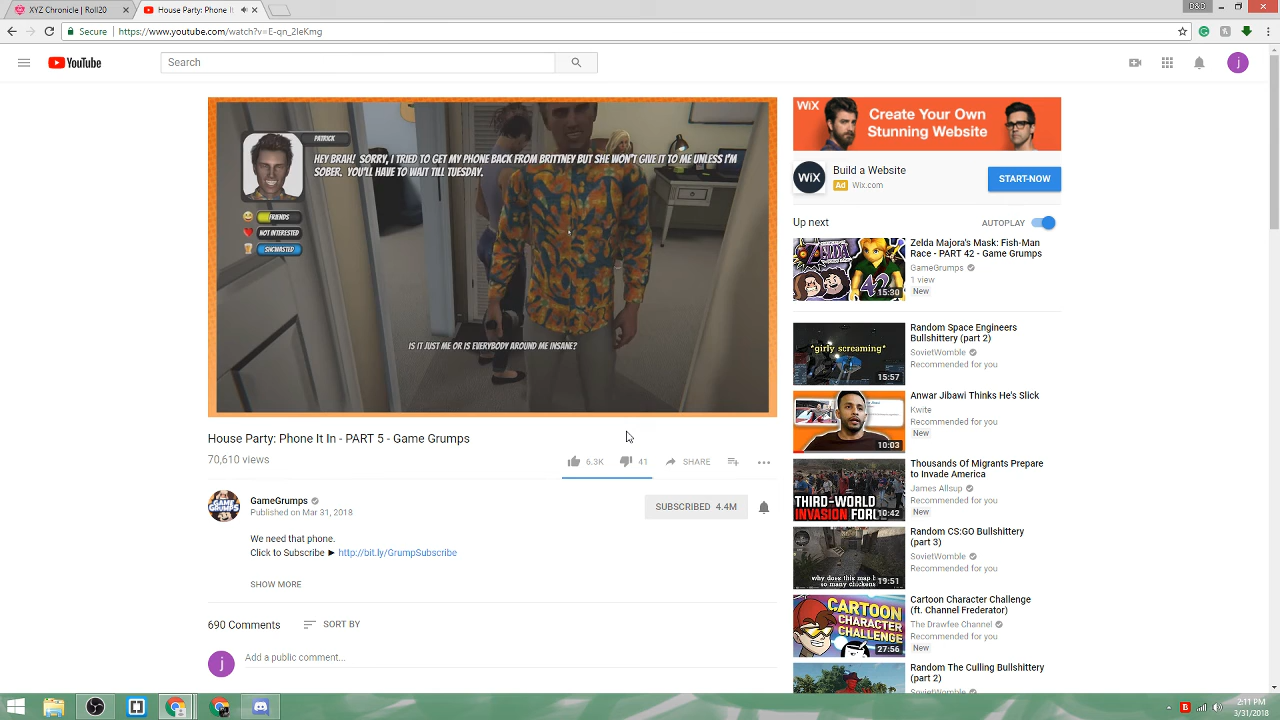 XYZ Chronicle | Roll20
House Party: Phone It I
Secure
https://www.youtube.com/watch?v=E-qn_2IeKmg
YouTube
Search
j
PATRICK
HEY BRAH! SORRY, I TRIED TO GET MY PHONE BACK FROM BRITTNEY BUT SHE WON'T GIVE IT TO ME UNLESS I'M
SOBER. YOU'LL HAVE TO WAIT TILL TUESDAY.
FRIENDS
NOT INTERESTED
SH@WASTED
IS IT JUST ME OR IS EVERYBODY AROUND ME INSANE?
House Party: Phone It In - PART 5 - Game Grumps
70,610 views
6.3K
41
SHARE
GAME
GRUMPS
GameGrumps
Published on Mar 31, 2018
SUBSCRIBED 4.4M
We need that phone.
Click to Subscribe ► http://bit.ly/GrumpSubscribe
SHOW MORE
690 Comments
SORT BY
j
Add a public comment...
WiX
Create Your Own
Stunning Website
WiX
Build a Website
Ad Wix.com
START-NOW
Up next
AUTOPLAY
42
15:30
Zelda Majora's Mask: Fish-Man
Race - PART 42 - Game Grumps
GameGrumps
1 view
New
*girly screaming*
15:57
Random Space Engineers
Bullshittery (part 2)
SovietWomble
Recommended for you
10:03
Anwar Jibawi Thinks He's Slick
Kwite
Recommended for you
New
THIRD-WORLD
INVASION FOR
10:42
Thousands Of Migrants Prepare
to Invade America
James Allsup
Recommended for you
New
why does this map h
so many chickens
19:51
Random CS:GO Bullshittery
(part 3)
SovietWomble
Recommended for you
CARTOON
CHARACTER
CHALLENGE
27:56
Cartoon Character Challenge
(ft. Channel Frederator)
The Drawfee Channel
Recommended for you
New
Random The Culling Bullshittery
(part 2)
SovietWomble
2:11 PM
3/31/2018